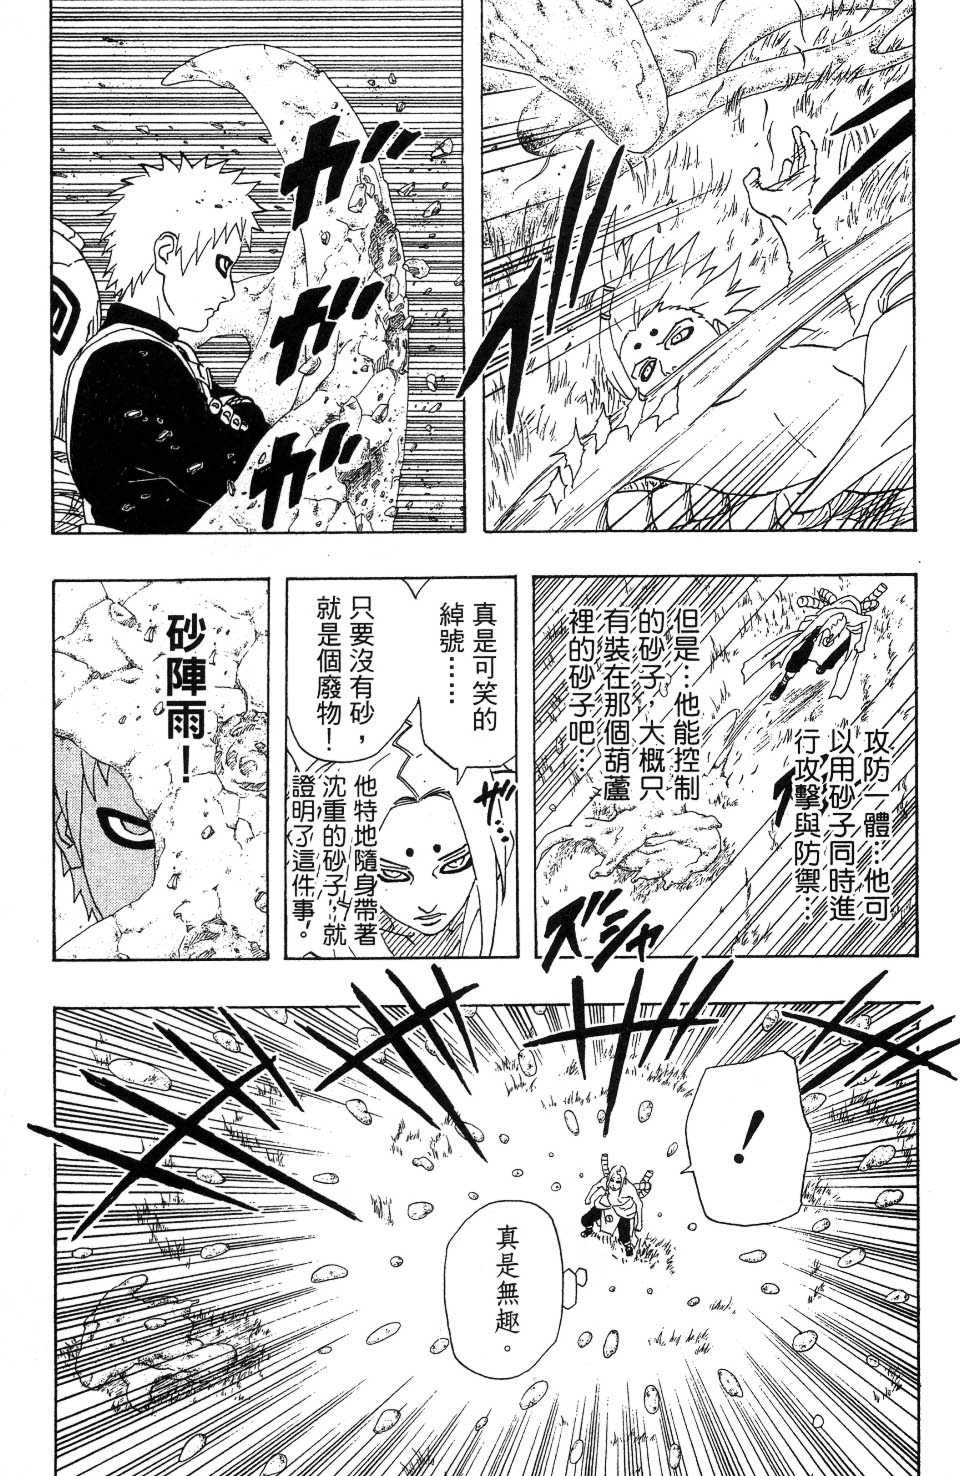 ガ
ガ
ガ
攻防一體…他可
以用砂子同時進
行攻擊與防禦…
但是…他能控制
的砂子，大概只
有裝在那個葫蘆
裡的砂子吧…
ズシャ
真是可笑的
綽號……
只要沒有砂，
就是個廢物！
ザッ
他特地隨身帶著
沈重的砂子，就
證明了這件事。
砂陣雨！
！
真是無趣。